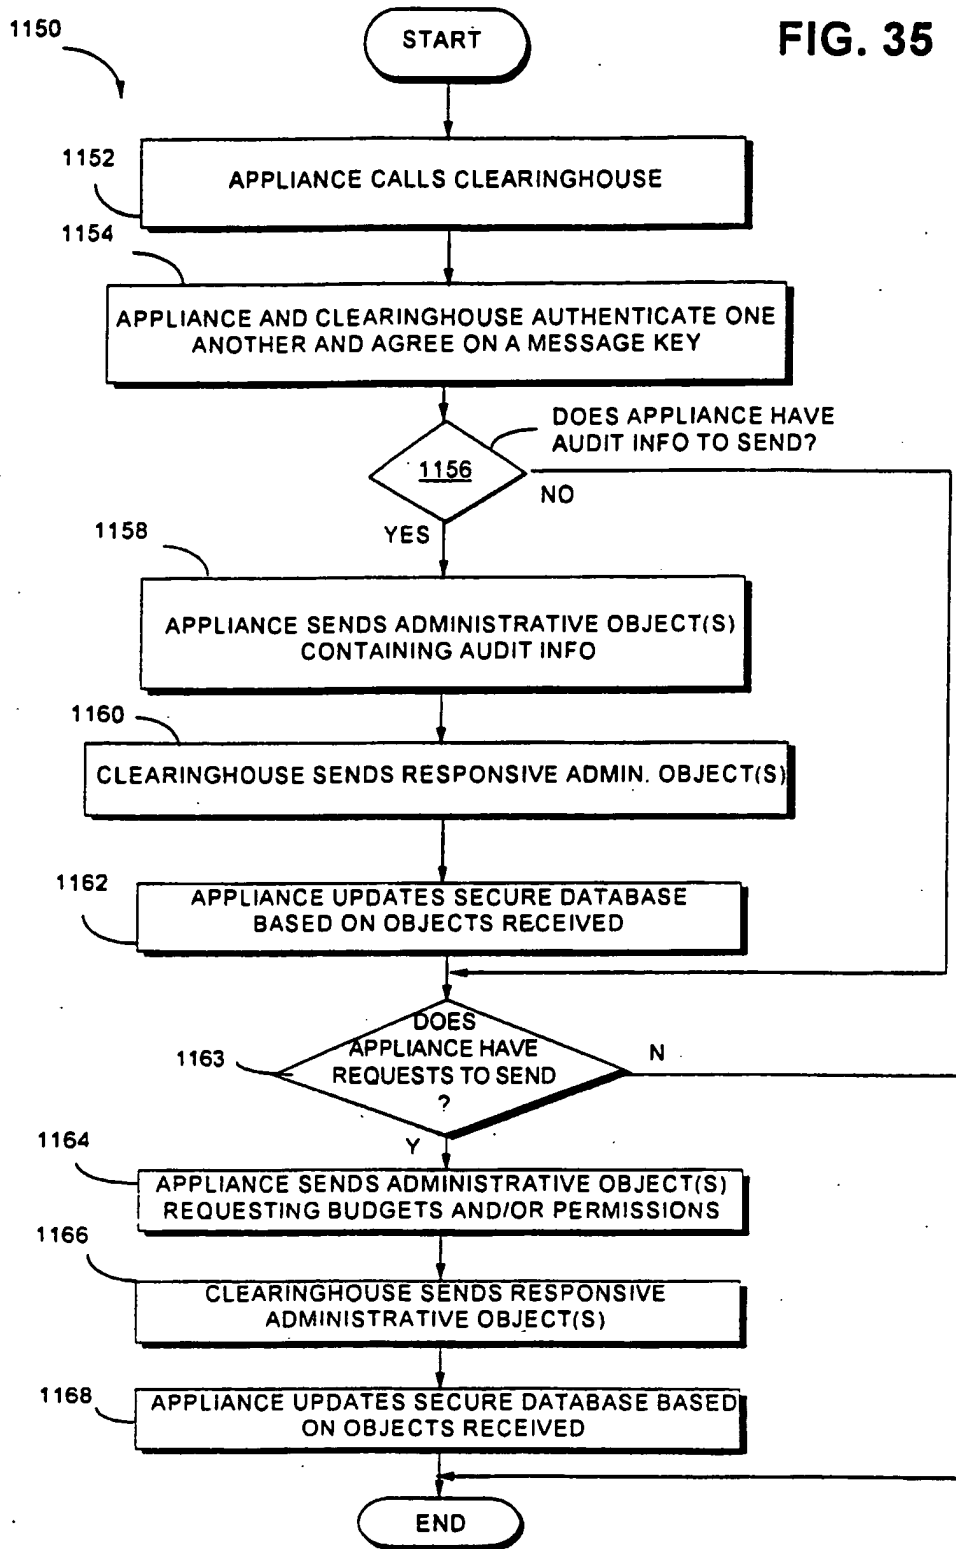 1150
START
FIG. 35
1152
APPLIANCE CALLS CLEARINGHOUSE
1154
APPLIANCE AND CLEARINGHOUSE AUTHENTICATE ONE
ANOTHER AND AGREE ON A MESSAGE KEY
DOES APPLIANCE HAVE
AUDIT INFO TO SEND?
1156
NO
YES
1158
APPLIANCE SENDS ADMINISTRATIVE OBJECT(S)
CONTAINING AUDIT INFO
1160
CLEARINGHOUSE SENDS RESPONSIVE ADMIN. OBJECT(S)
1162
APPLIANCE UPDATES SECURE DATABASE
BASED ON OBJECTS RECEIVED
1163
DOES
APPLIANCE HAVE
REQUESTS TO SEND
?
N
Y
1164
APPLIANCE SENDS ADMINISTRATIVE OBJECT(S)
REQUESTING BUDGETS AND/OR PERMISSIONS
1166
CLEARINGHOUSE SENDS RESPONSIVE
ADMINISTRATIVE OBJECT(S)
1168
APPLIANCE UPDATES SECURE DATABASE BASED
ON OBJECTS RECEIVED
END